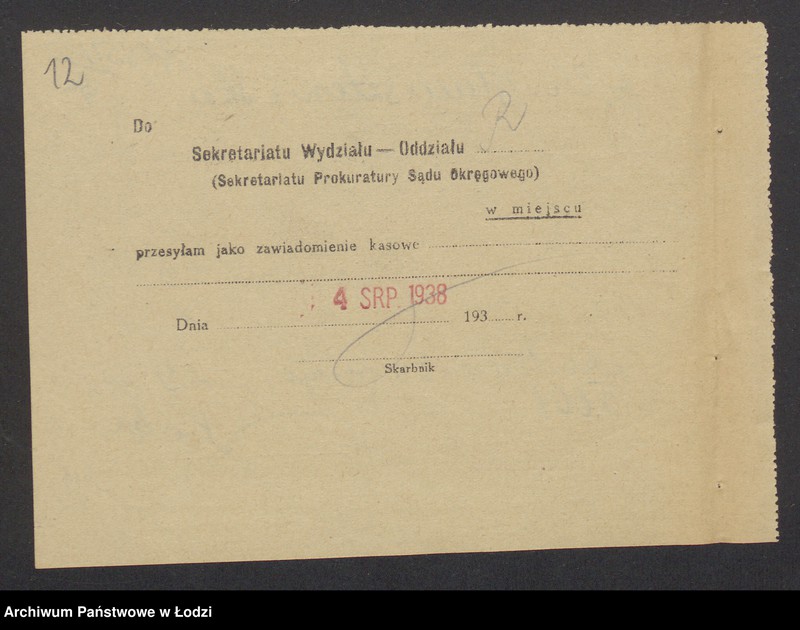 12
Do
Sekretariatu Wydziału — Oddziału R
(Sekretariatu Prokuratury Sądu Okręgowego)
w miejscu
przesyłam jako zawiadomienie kasowe
4 SRP. 1938
Dnia 193 r.
Skarbnik
Archiwum Państwowe w Łodzi